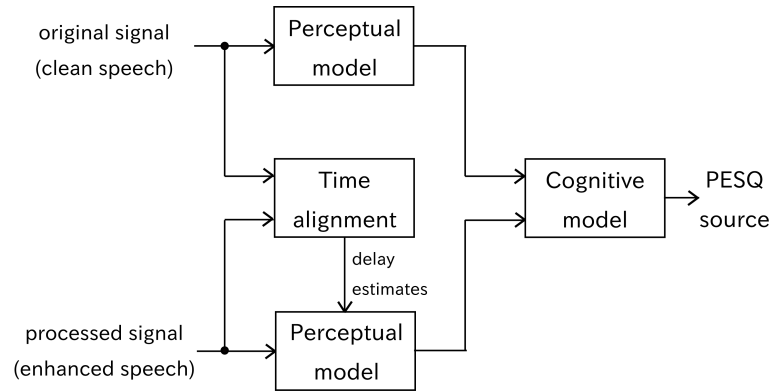 original signal
(clean speech)
Perceptual
model
Time
alignment
delay
estimates
processed signal
(enhanced speech)
Perceptual
model
Cognitive
model
PESQ
source